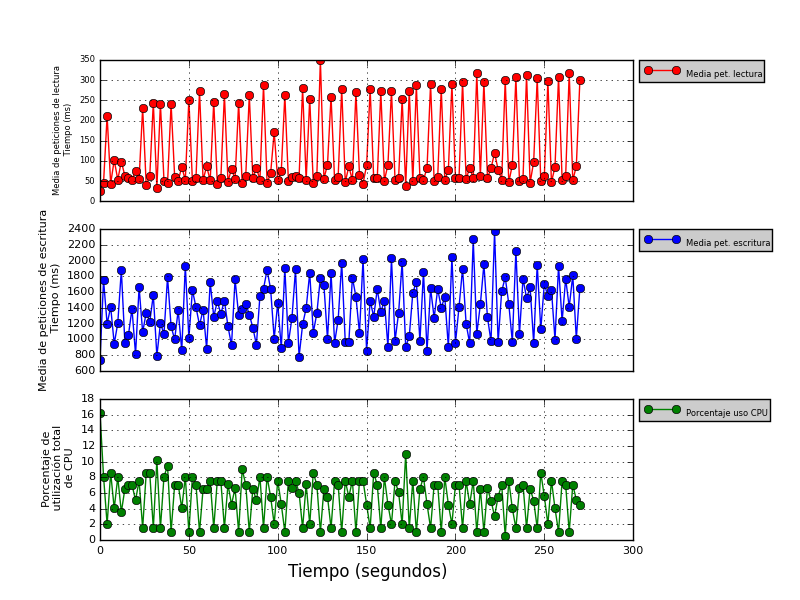 350
300
250
200
150
100
50
0
Media de peticiones de lectura
Tiempo (ms)
Media pet. lectura
2400
2200
2000
1800
1600
1400
1200
1000
800
600
Media de peticiones de escritura
Tiempo (ms)
Media pet. escritura
18
16
14
12
10
8
6
4
2
0
Porcentaje de
utilización total
de CPU
Porcentaje uso CPU
0 50 100 150 200 250 300
Tiempo (segundos)